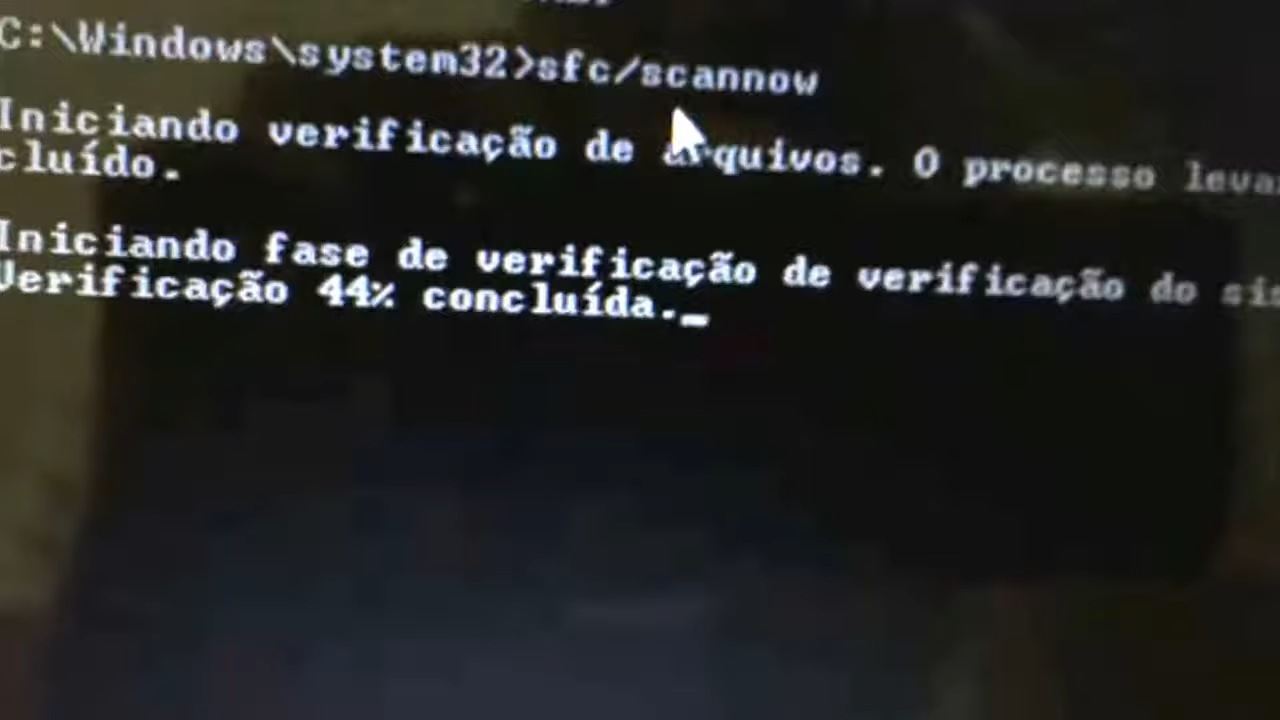 C:\Windows\system32>sfc/scannow
Iniciando verificação de arquivos. O processo
cluído.
Iniciando fase de verificação de verificação do
Verificação 44% concluída._